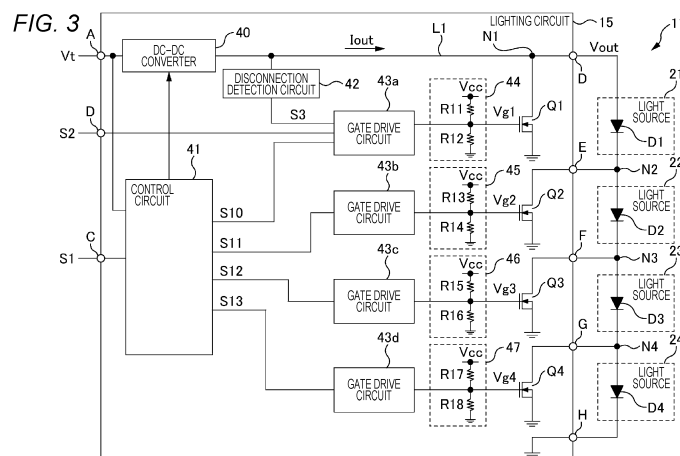 FIG. 3
LIGHTING CIRCUIT
15
A
Vt
DC-DC
CONVERTER
40
Iout
L1
N1
Vout
D
DISCONNECTION
DETECTION CIRCUIT
42
S3
43a
GATE DRIVE
CIRCUIT
44
Vcc
R11
R12
Vg1
Q1
21
LIGHT
SOURCE
D1
D
S2
41
CONTROL
CIRCUIT
S10
S11
S12
S13
43b
GATE DRIVE
CIRCUIT
45
Vcc
R13
R14
Vg2
Q2
E
N2
22
LIGHT
SOURCE
D2
C
S1
43c
GATE DRIVE
CIRCUIT
46
Vcc
R15
R16
Vg3
Q3
F
N3
23
LIGHT
SOURCE
D3
43d
GATE DRIVE
CIRCUIT
47
Vcc
R17
R18
Vg4
Q4
G
N4
24
LIGHT
SOURCE
D4
H